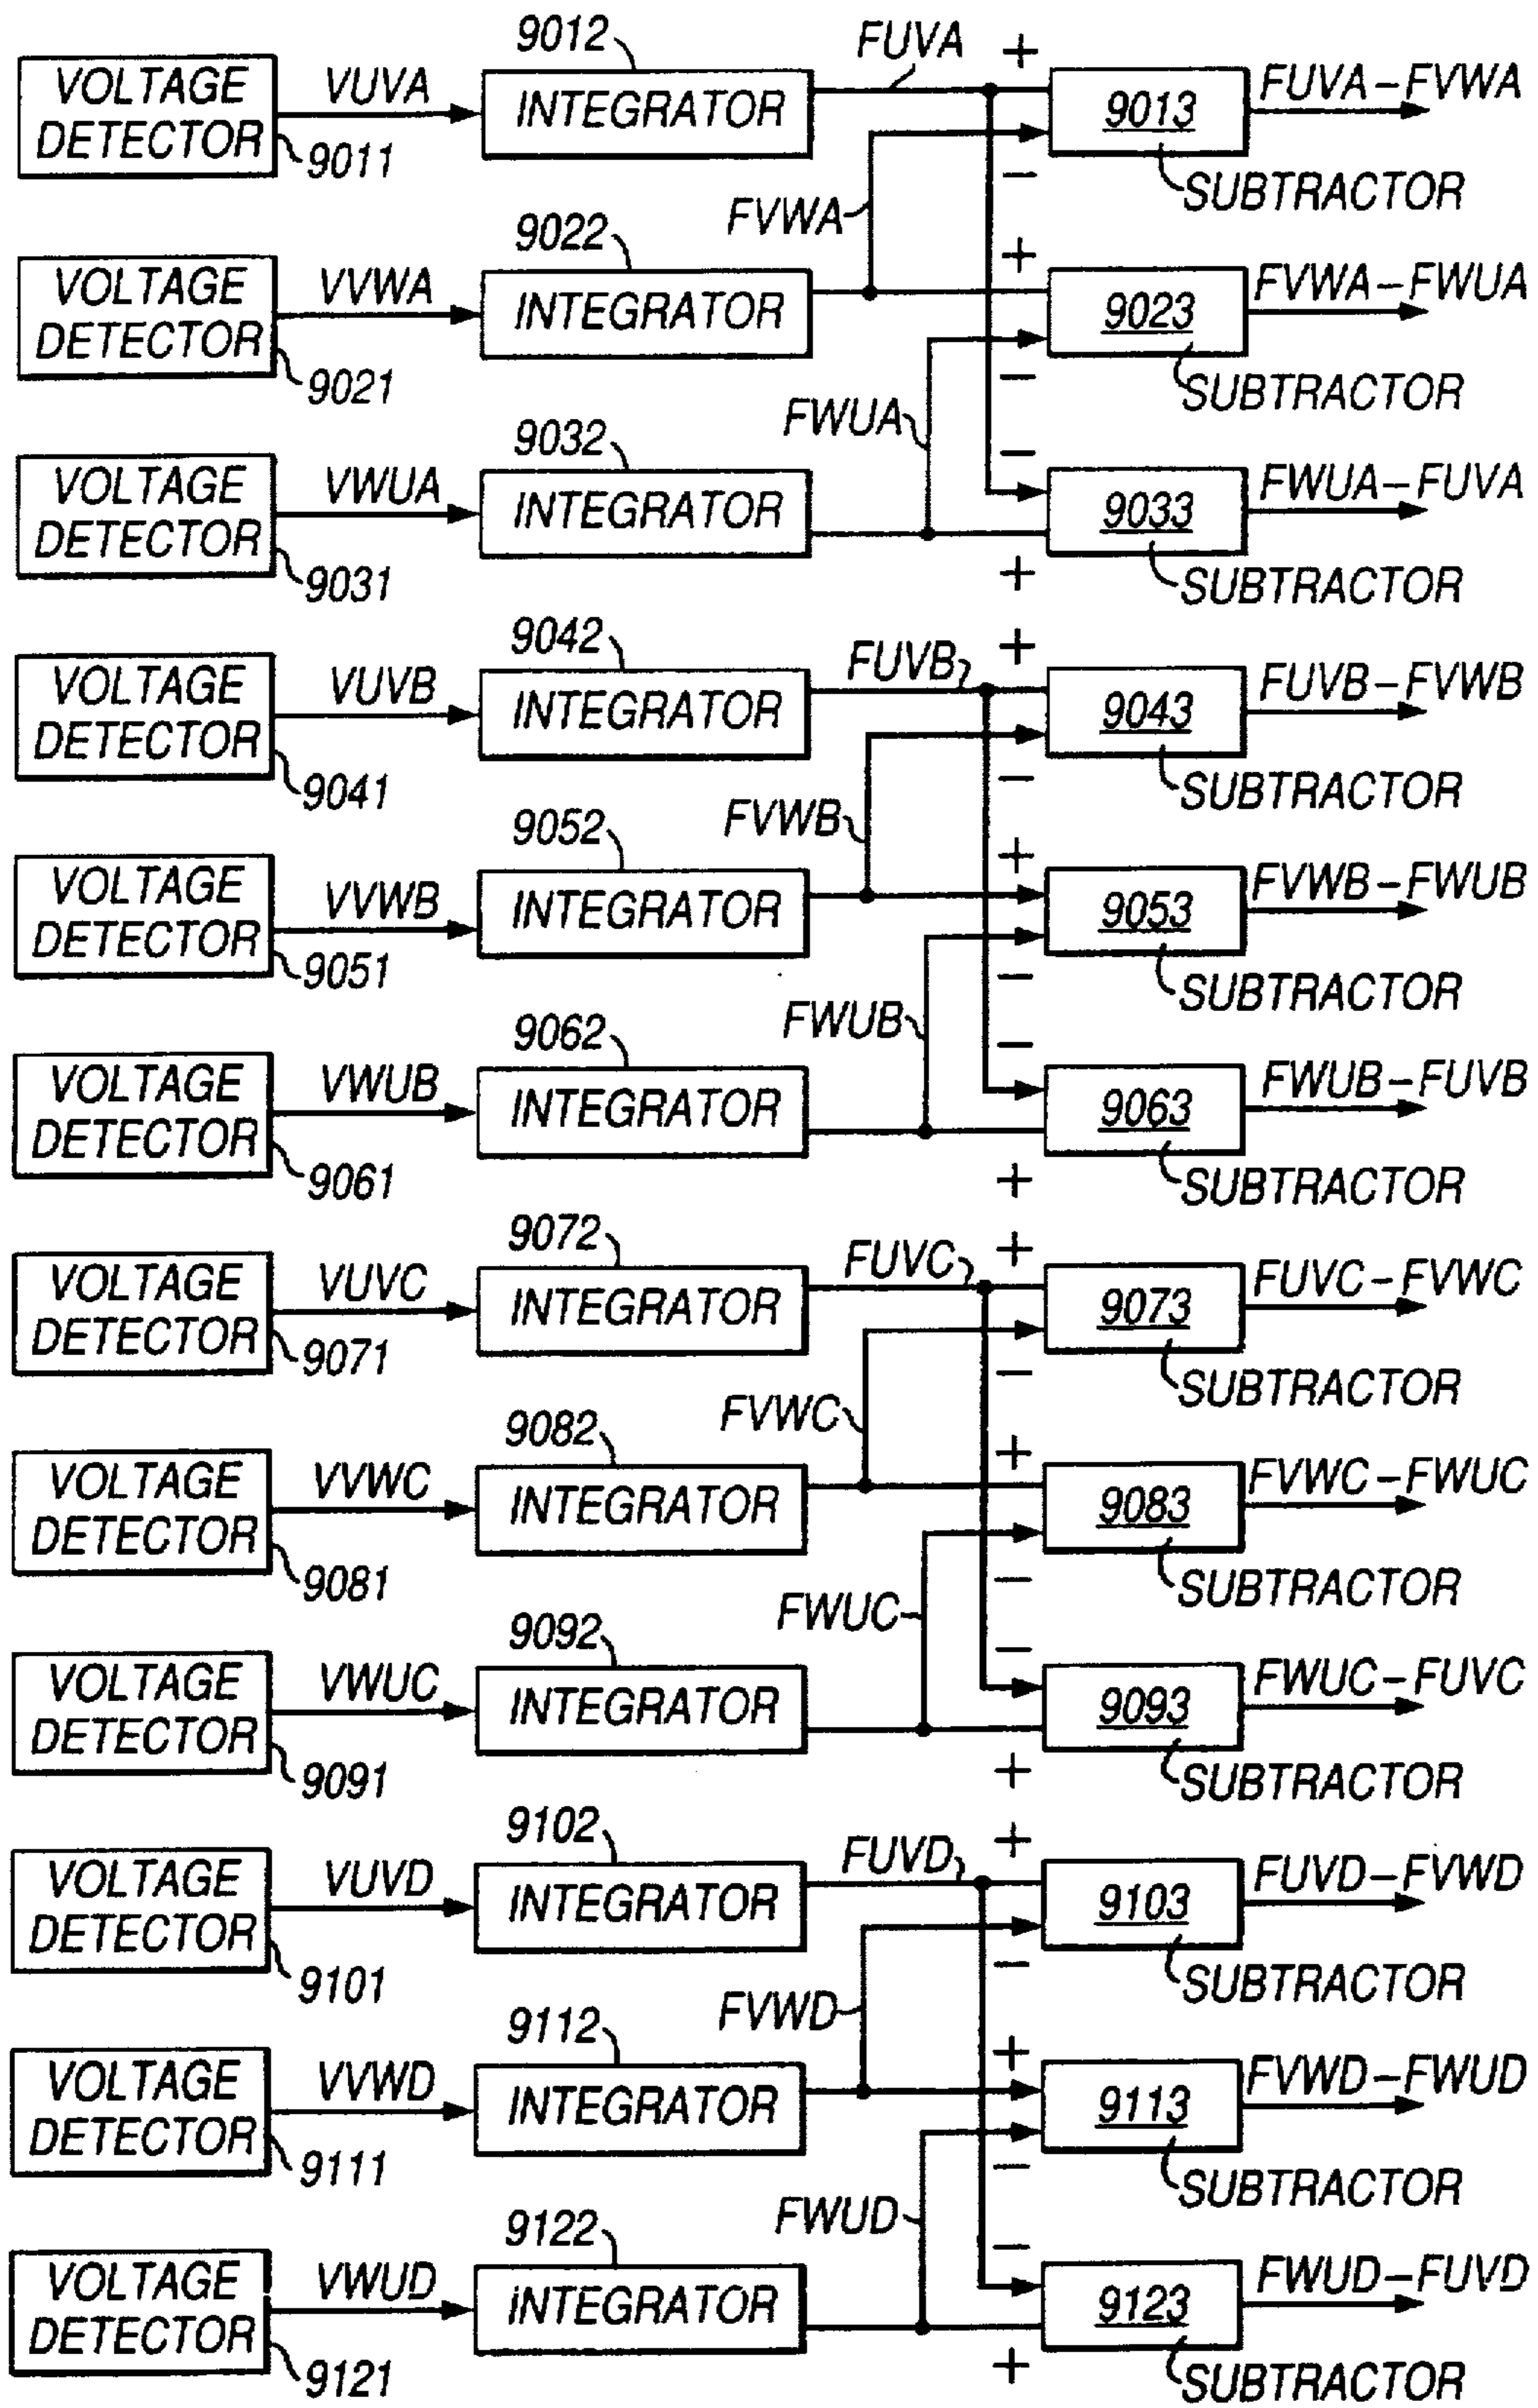 9012
FUVA
+
VOLTAGE
DETECTOR
9011
VUVA
INTEGRATOR
9013
FUVA-FVWA
−
SUBTRACTOR
FVWA
9022
+
VOLTAGE
DETECTOR
9021
VVWA
INTEGRATOR
9023
FVWA-FWUA
−
SUBTRACTOR
FWUA
9032
−
VOLTAGE
DETECTOR
9031
VWUA
INTEGRATOR
9033
FWUA-FUVA
+
SUBTRACTOR
9042
FUVB
+
VOLTAGE
DETECTOR
9041
VUVB
INTEGRATOR
9043
FUVB-FVWB
−
SUBTRACTOR
FVWB
9052
+
VOLTAGE
DETECTOR
9051
VVWB
INTEGRATOR
9053
FVWB-FWUB
−
SUBTRACTOR
FWUB
9062
−
VOLTAGE
DETECTOR
9061
VWUB
INTEGRATOR
9063
FWUB-FUVB
+
SUBTRACTOR
9072
FUVC
+
VOLTAGE
DETECTOR
9071
VUVC
INTEGRATOR
9073
FUVC-FVWC
−
SUBTRACTOR
FVWC
9082
+
VOLTAGE
DETECTOR
9081
VVWC
INTEGRATOR
9083
FVWC-FWUC
−
SUBTRACTOR
FWUC
9092
−
VOLTAGE
DETECTOR
9091
VWUC
INTEGRATOR
9093
FWUC-FUVC
+
SUBTRACTOR
9102
FUVD
+
VOLTAGE
DETECTOR
9101
VUVD
INTEGRATOR
9103
FUVD-FVWD
−
SUBTRACTOR
FVWD
9112
+
VOLTAGE
DETECTOR
9111
VVWD
INTEGRATOR
9113
FVWD-FWUD
−
SUBTRACTOR
FWUD
9122
−
VOLTAGE
DETECTOR
9121
VWUD
iNTEGRATOR
9123
FWUD-FUVD
+
SUBTRACTOR